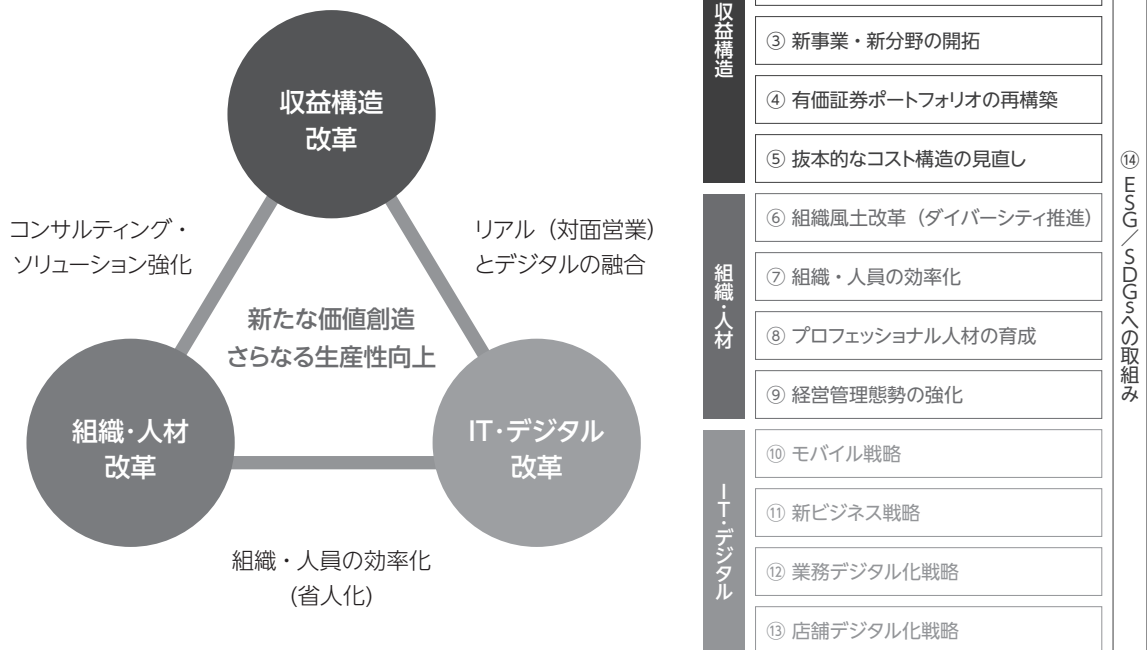 収益構造
改革
コンサルティング・
ソリューション強化
リアル（対面営業）
とデジタルの融合
新たな価値創造
さらなる生産性向上
組織・人材
改革
IT・デジタル
改革
組織・人員の効率化
(省人化)
収益構造
③ 新事業・新分野の開拓
④ 有価証券ポートフォリオの再構築
⑤ 抜本的なコスト構造の見直し
組織・人材
⑥ 組織風土改革（ダイバーシティ推進）
⑦ 組織・人員の効率化
⑧ プロフェッショナル人材の育成
⑨ 経営管理態勢の強化
IT・デジタル
⑩ モバイル戦略
⑪ 新ビジネス戦略
⑫ 業務デジタル化戦略
⑬ 店舗デジタル化戦略
⑭ ESG／SDGsへの取組み